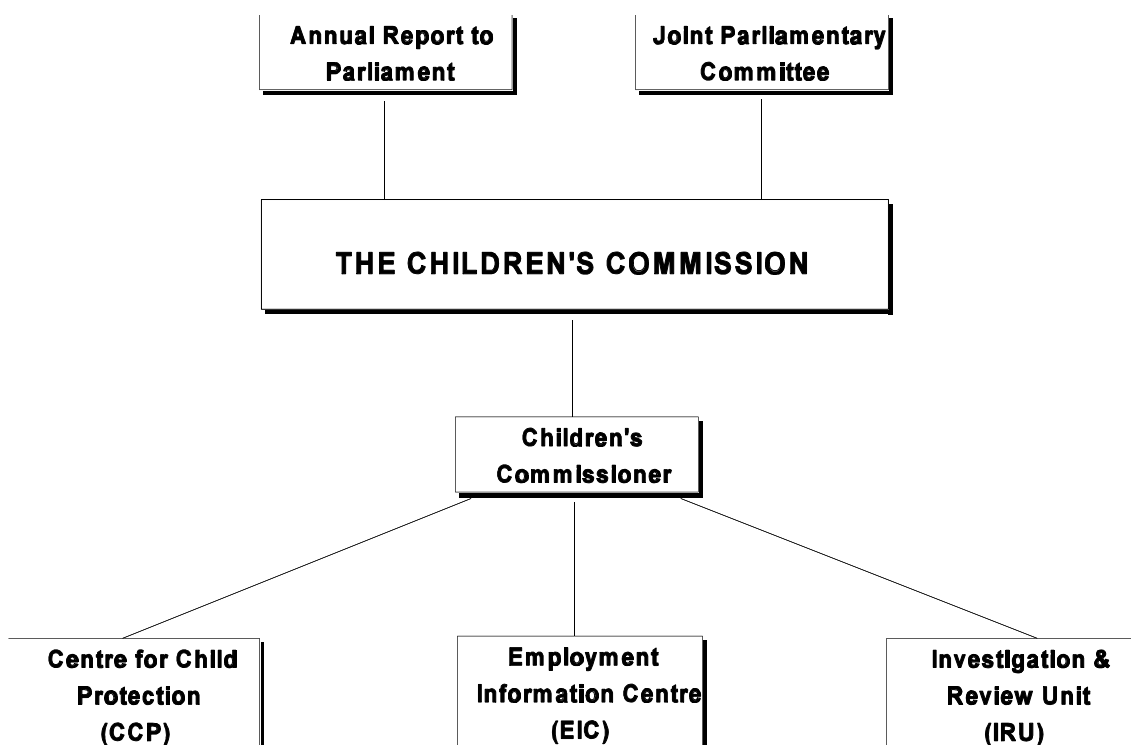 Annual Report to
Parliament
Joint Parliamentary
Committee
THE CHILDREN'S COMMISSION
Children's
Commissioner
Centre for Child
Protection
(CCP)
Employment
Information Centre
(EIC)
Investigation &
Review Unit
(IRU)